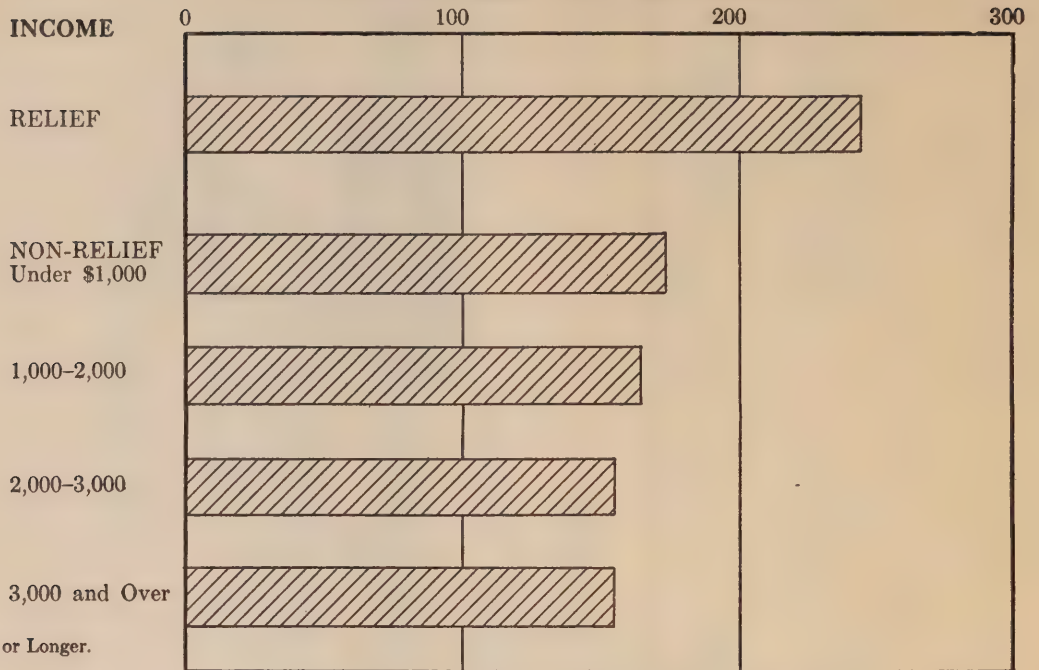 INCOME
0 100 200 300
RELIEF
NON-RELIEF
Under $1,000
1,000–2,000
2,000–3,000
3,000 and Over
or Longer.